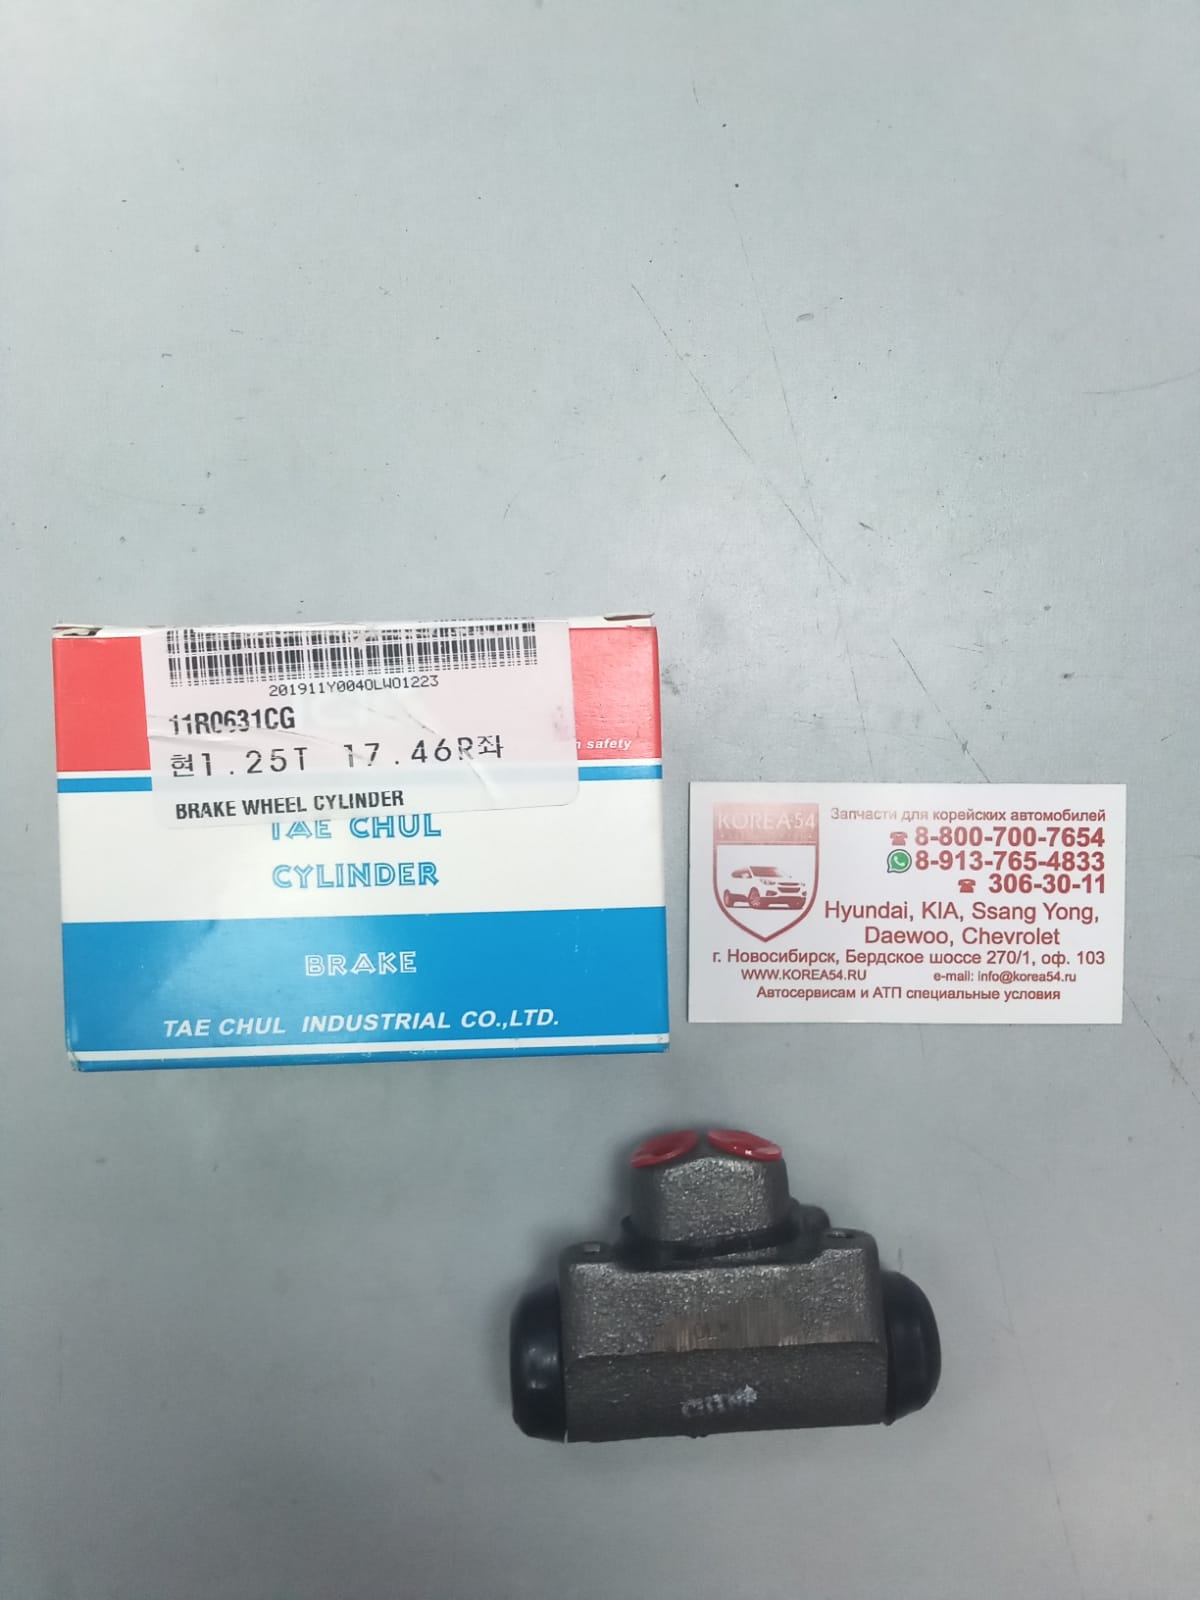 201911Y0040LW01223
11R0631CG
현1.25T 17.46R좌
BRAKE WHEEL CYLINDER
n safety
TAE CHUL
CYLINDER
BRAKE
TAE CHUL INDUSTRIAL CO.,LTD.
KOREA-54
Запчасти для корейских автомобилей
8-800-700-7654
8-913-765-4833
306-30-11
Hyundai, KIA, Ssang Yong,
Daewoo, Chevrolet
г. Новосибирск, Бердское шоссе 270/1, оф. 103
WWW.KOREA54.RU e-mail: info@korea54.ru
Автосервисам и АТП специальные условия